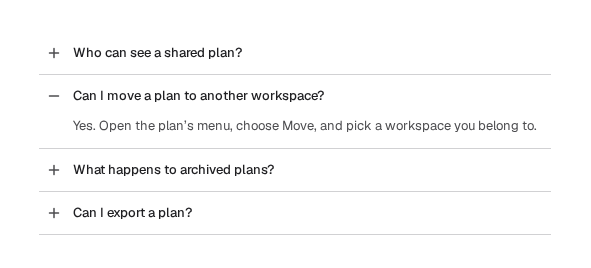 Who can see a shared plan?
Can I move a plan to another workspace?
Yes. Open the plan’s menu, choose Move, and pick a workspace you belong to.
What happens to archived plans?
Can I export a plan?